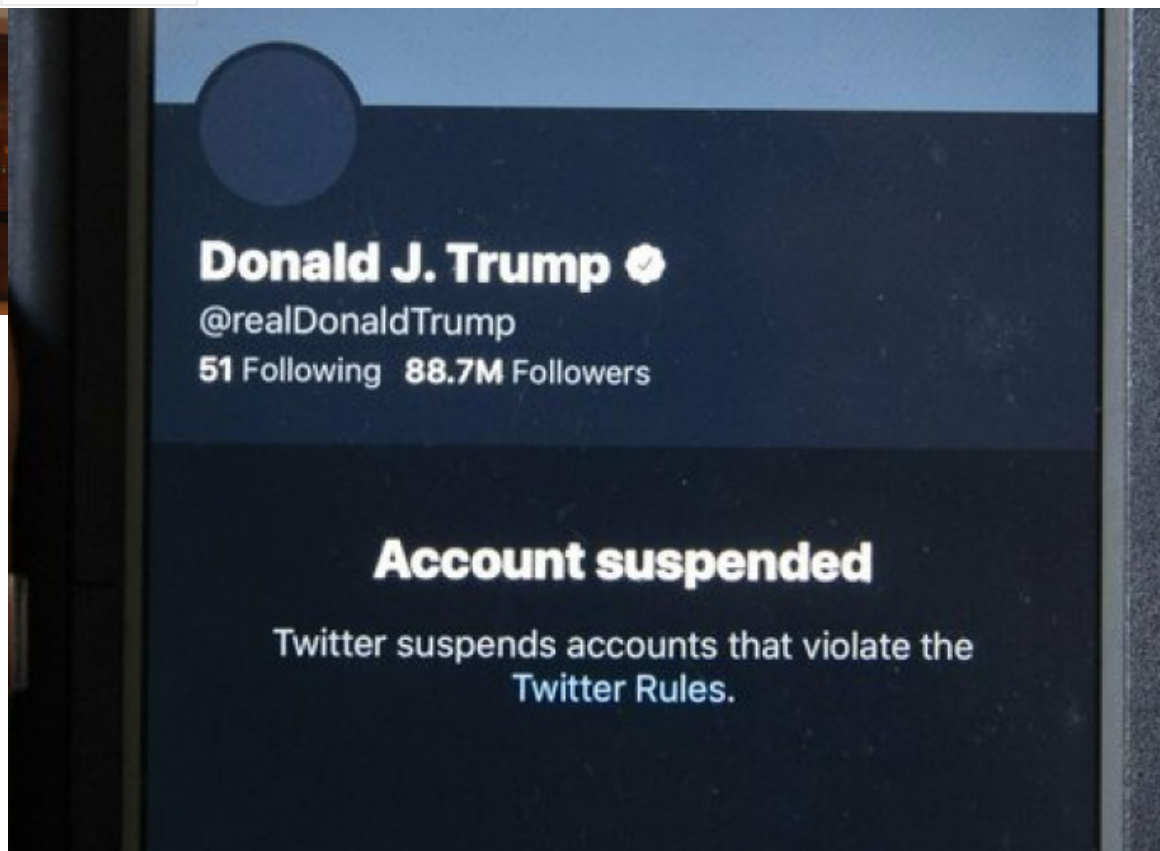 Donald J. Trump
@realDonaldTrump
51 Following 88.7M Followers
Account suspended
Twitter suspends accounts that violate the
Twitter Rules.